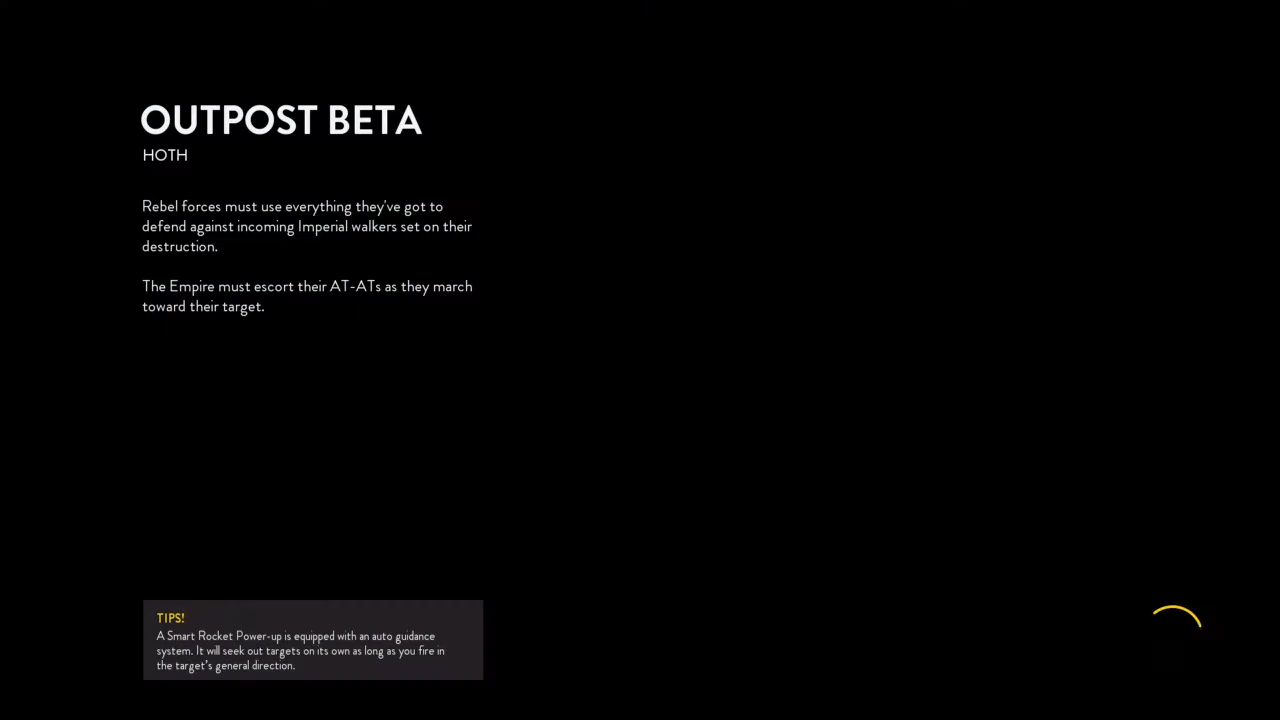 OUTPOST BETA
HOTH
Rebel forces must use everything they've got to
defend against incoming Imperial walkers set on their
destruction.
The Empire must escort their AT-ATs as they march
toward their target.
TIPS!
A Smart Rocket Power-up is equipped with an auto guidance
system. It will seek out targets on its own as long as you fire in
the target's general direction.